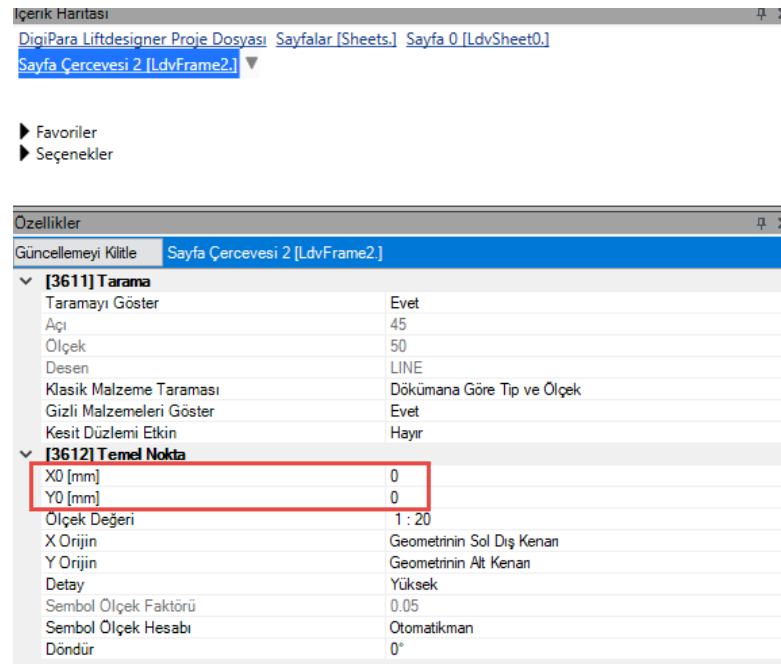 İçerik Haritası
DigiPara Liftdesigner Proje Dosyası Sayfalar [Sheets.] Sayfa 0 [LdvSheet0.]
Sayfa Çercevesi 2 [LdvFrame2.]
Favoriler
Seçenekler
Özellikler
Güncellemeyi Kilitle Sayfa Çercevesi 2 [LdvFrame2.]
[3611] Tarama
Taramayı Göster Evet
Açı 45
Ölçek 50
Desen LINE
Klasik Malzeme Taraması Dökümana Göre Tip ve Ölçek
Gizli Malzemeleri Göster Evet
Kesit Düzlemi Etkin Hayır
[3612] Temel Nokta
X0 [mm] 0
Y0 [mm] 0
Ölçek Değeri 1 : 20
X Orijin Geometrinin Sol Dış Kenarı
Y Orijin Geometrinin Alt Kenarı
Detay Yüksek
Sembol Ölçek Faktörü 0.05
Sembol Ölçek Hesabı Otomatikman
Döndür 0°